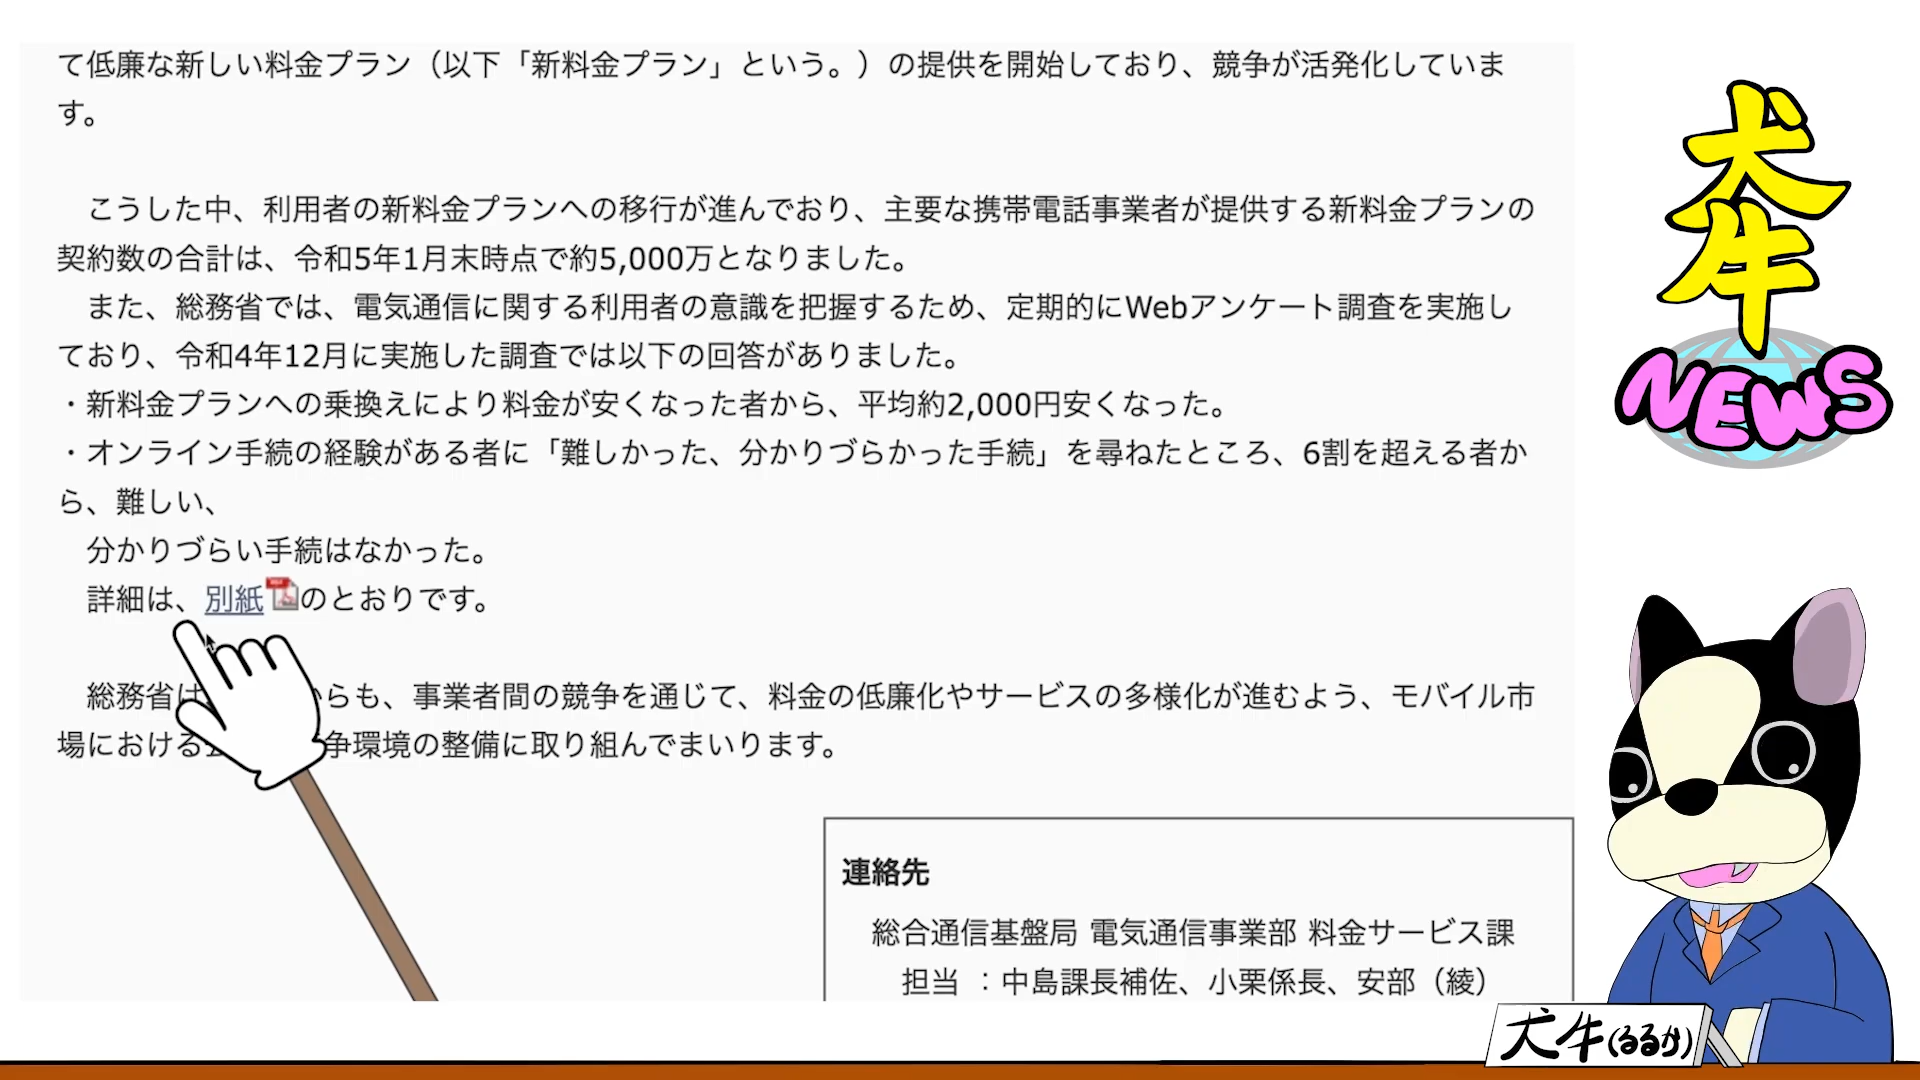 て低廉な新しい料金プラン（以下「新料金プラン」という。）の提供を開始しており、競争が活発化していま
す。
こうした中、利用者の新料金プランへの移行が進んでおり、主要な携帯電話事業者が提供する新料金プランの
契約数の合計は、令和5年1月末時点で約5,000万となりました。
また、総務省では、電気通信に関する利用者の意識を把握するため、定期的にWebアンケート調査を実施し
ており、令和4年12月に実施した調査では以下の回答がありました。
・新料金プランへの乗換えにより料金が安くなった者から、平均約2,000円安くなった。
・オンライン手続の経験がある者に「難しかった、分かりづらかった手続」を尋ねたところ、6割を超える者か
ら、難しい、
分かりづらい手続はなかった。
詳細は、別紙のとおりです。
総務省は らも、事業者間の競争を通じて、料金の低廉化やサービスの多様化が進むよう、モバイル市
場における 争環境の整備に取り組んでまいります。
連絡先
総合通信基盤局 電気通信事業部 料金サービス課
担当 ：中島課長補佐、小栗係長、安部（綾）
犬牛
NEWS
犬牛(るるか)